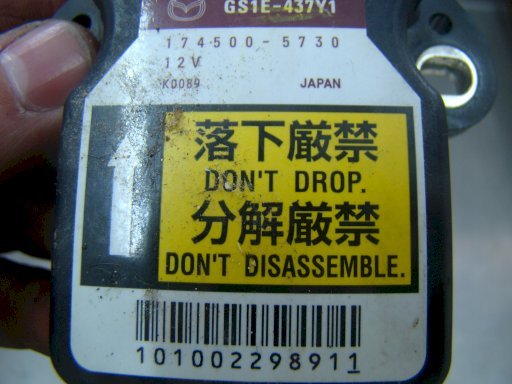 GS1E-437Y1
174500-5730
12V
K0089 JAPAN
落下厳禁
DON'T DROP.
分解厳禁
DON'T DISASSEMBLE.
101002298911